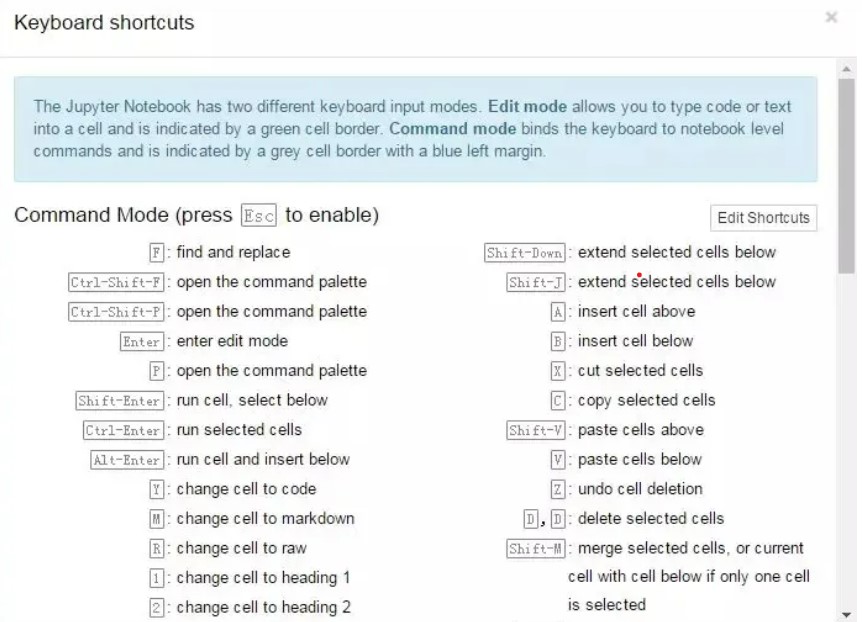 Keyboard shortcuts
×
The Jupyter Notebook has two different keyboard input modes. Edit mode allows you to type code or text
into a cell and is indicated by a green cell border. Command mode binds the keyboard to notebook level
commands and is indicated by a grey cell border with a blue left margin.
Command Mode (press Esc to enable)
Edit Shortcuts
F : find and replace
Ctrl-Shift-F : open the command palette
Ctrl-Shift-P : open the command palette
Enter : enter edit mode
P : open the command palette
Shift-Enter : run cell, select below
Ctrl-Enter : run selected cells
Alt-Enter : run cell and insert below
Y : change cell to code
M : change cell to markdown
R : change cell to raw
1 : change cell to heading 1
2 : change cell to heading 2
Shift-Down : extend selected cells below
Shift-J : extend selected cells below
A : insert cell above
B : insert cell below
X : cut selected cells
C : copy selected cells
Shift-V : paste cells above
V : paste cells below
Z : undo cell deletion
D , D : delete selected cells
Shift-M : merge selected cells, or current
cell with cell below if only one cell
is selected